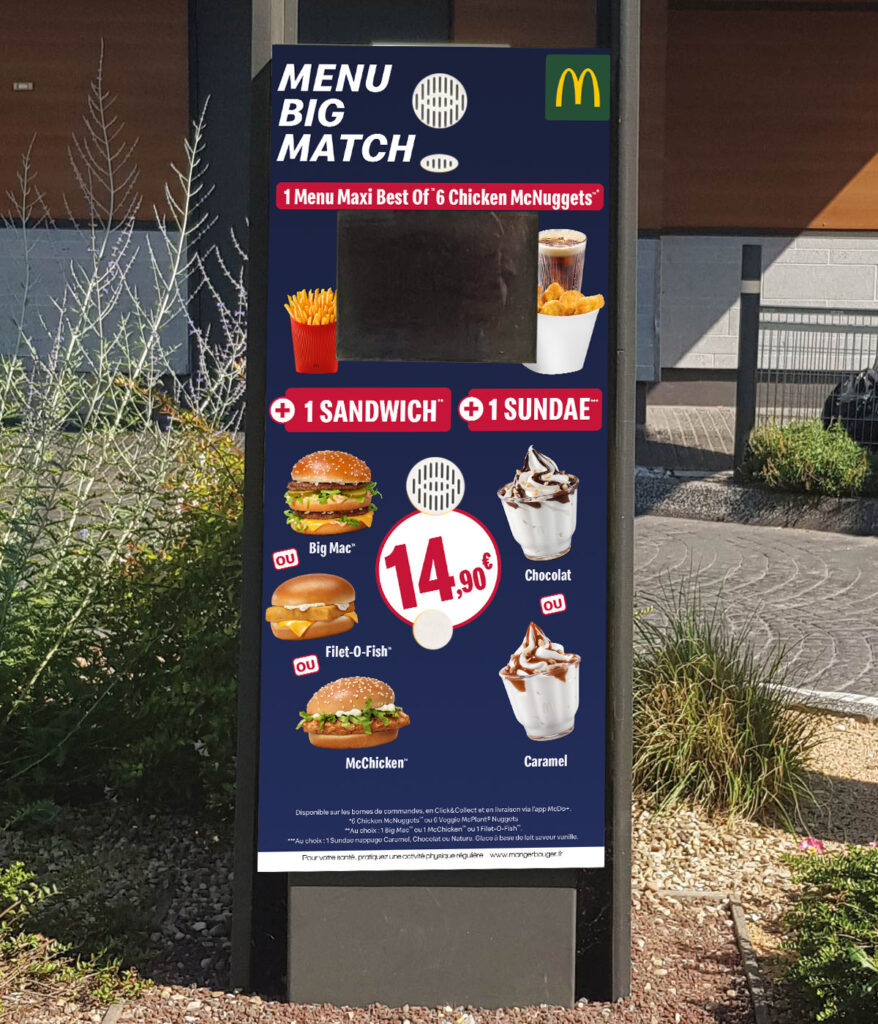 MENU
BIG
MATCH
1 Menu Maxi Best Of™ 6 Chicken McNuggets™*
+ 1 SANDWICH**
+ 1 SUNDAE***
Big Mac™
OU
Filet-O-Fish™
OU
McChicken™
14,90€
Chocolat
OU
Caramel
Disponible sur les bornes de commandes, en Click&Collect et en livraison via l'app McDo+.
*6 Chicken McNuggets™ ou 6 Veggie McPlant® Nuggets
**Au choix : 1 Big Mac™ ou 1 McChicken™ ou 1 Filet-O-Fish™.
***Au choix : 1 Sundae nappage Caramel, Chocolat ou Nature. Glace à base de lait saveur vanille.
Pour votre santé, pratiquez une activité physique régulière www.mangerbouger.fr